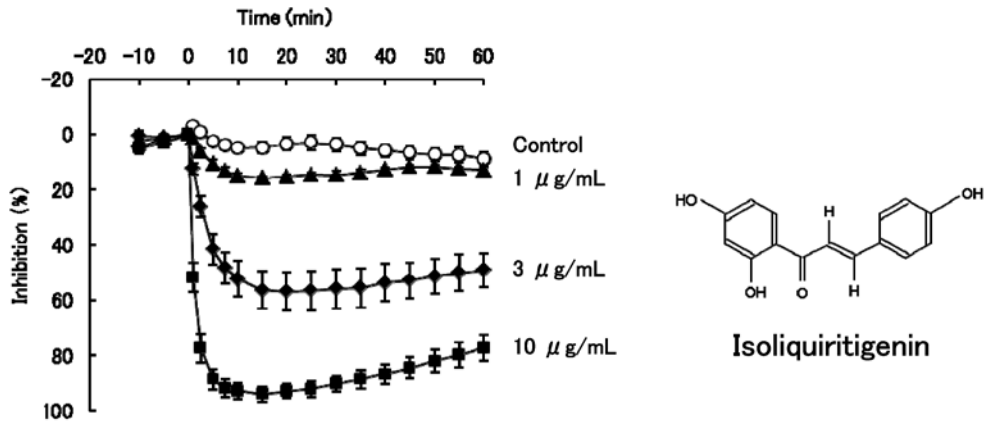 Time (min)
-20 -10 0 10 20 30 40 50 60
-20
0
20
40
60
80
100
Inhibition (%)
Control
1 μg/mL
3 μg/mL
10 μg/mL
HO
OH
O
H
H
OH
Isoliquiritigenin